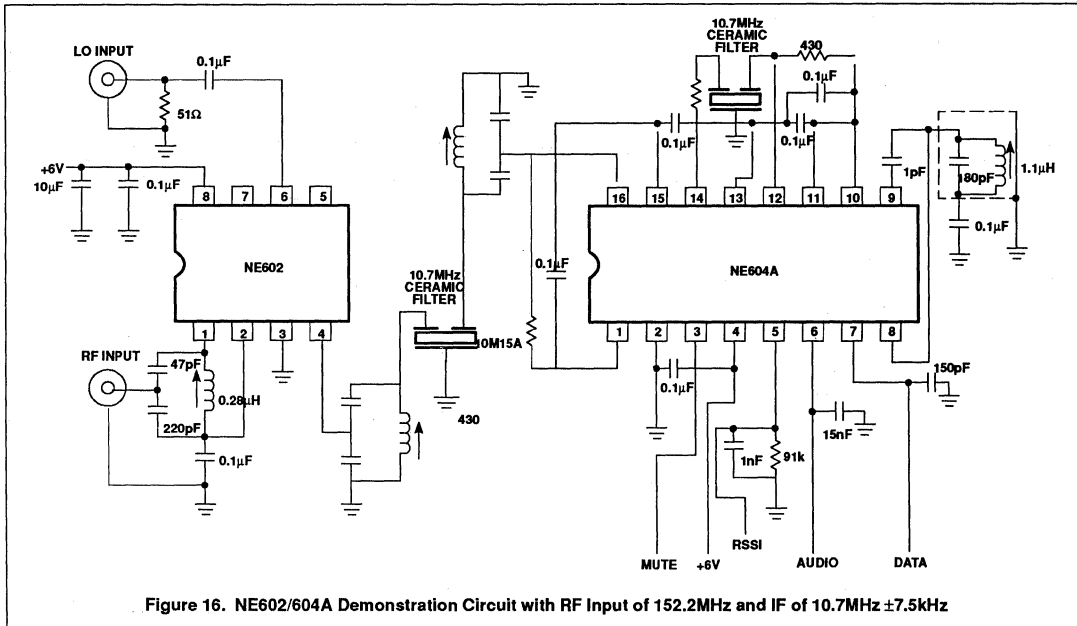 10.7MHz
CERAMIC
FILTER
430
LO INPUT
0.1μF
51Ω
+6V
10μF
0.1μF
8 7 6 5
NE602
1 2 3 4
RF INPUT
47pF
0.28μH
220pF
0.1μF
10.7MHz
CERAMIC
FILTER
10M15A
430
0.1μF
0.1μF
0.1μF
0.1μF
1pF
180pF
1.1μH
0.1μF
16 15 14 13 12 11 10 9
NE604A
1 2 3 4 5 6 7 8
0.1μF
150pF
15nF
1nF
91k
MUTE
+6V
RSSI
AUDIO
DATA
Figure 16. NE602/604A Demonstration Circuit with RF Input of 152.2MHz and IF of 10.7MHz ±7.5kHz